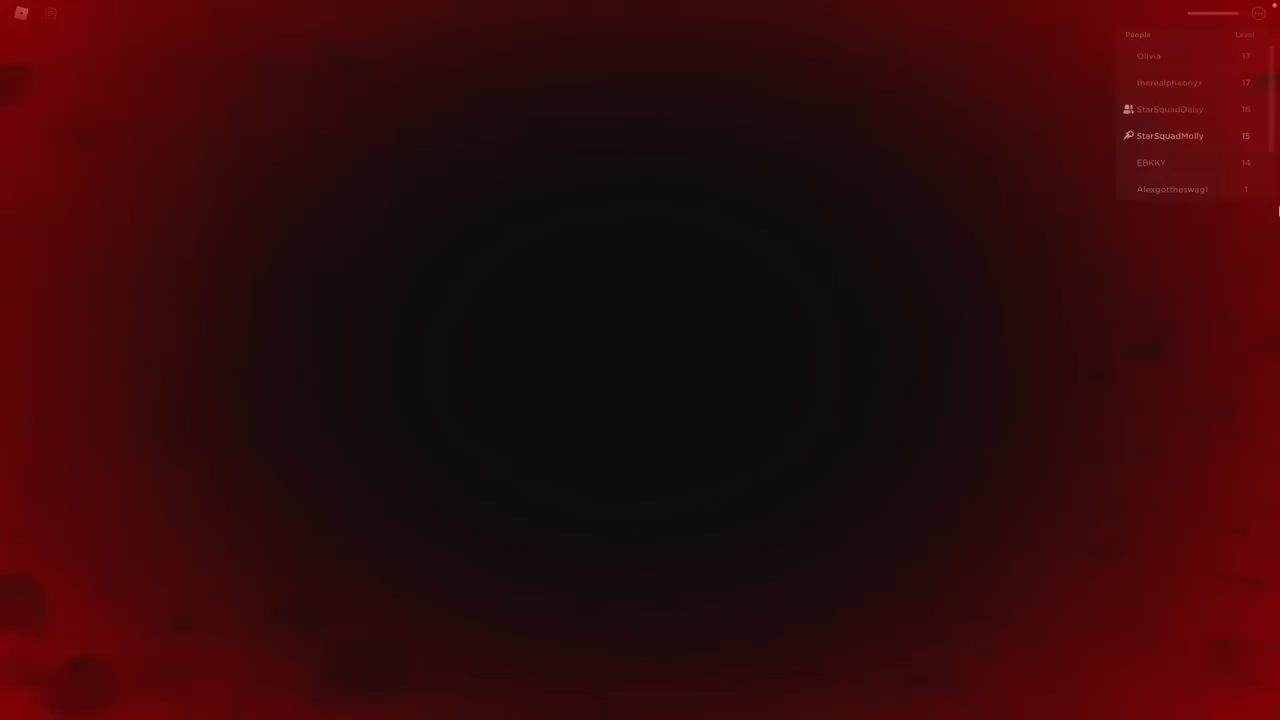 People Level
Olivia 17
therealpheonyx 17
StarSquadDaisy 16
StarSquadMolly 15
EBKKY 14
Alexgottheswag1 1